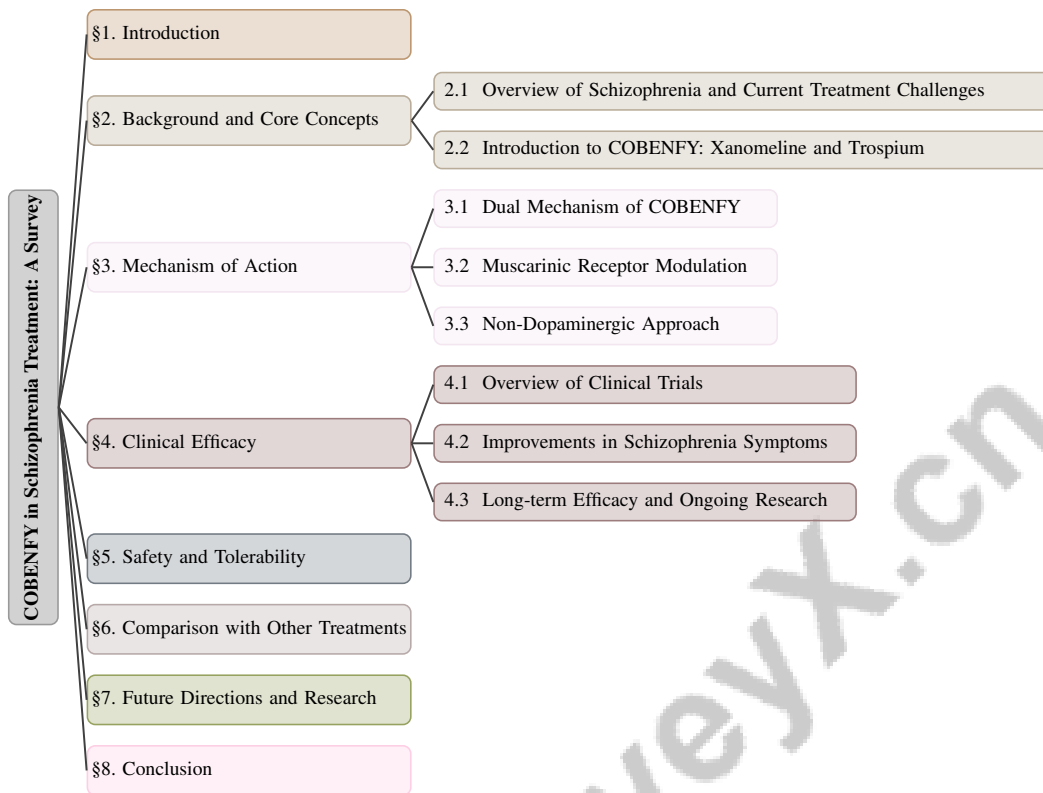 COBENFY in Schizophrenia Treatment: A Survey
§1. Introduction
§2. Background and Core Concepts
2.1 Overview of Schizophrenia and Current Treatment Challenges
2.2 Introduction to COBENFY: Xanomeline and Trospium
§3. Mechanism of Action
3.1 Dual Mechanism of COBENFY
3.2 Muscarinic Receptor Modulation
3.3 Non-Dopaminergic Approach
§4. Clinical Efficacy
4.1 Overview of Clinical Trials
4.2 Improvements in Schizophrenia Symptoms
4.3 Long-term Efficacy and Ongoing Research
§5. Safety and Tolerability
§6. Comparison with Other Treatments
§7. Future Directions and Research
§8. Conclusion
veyX.cn